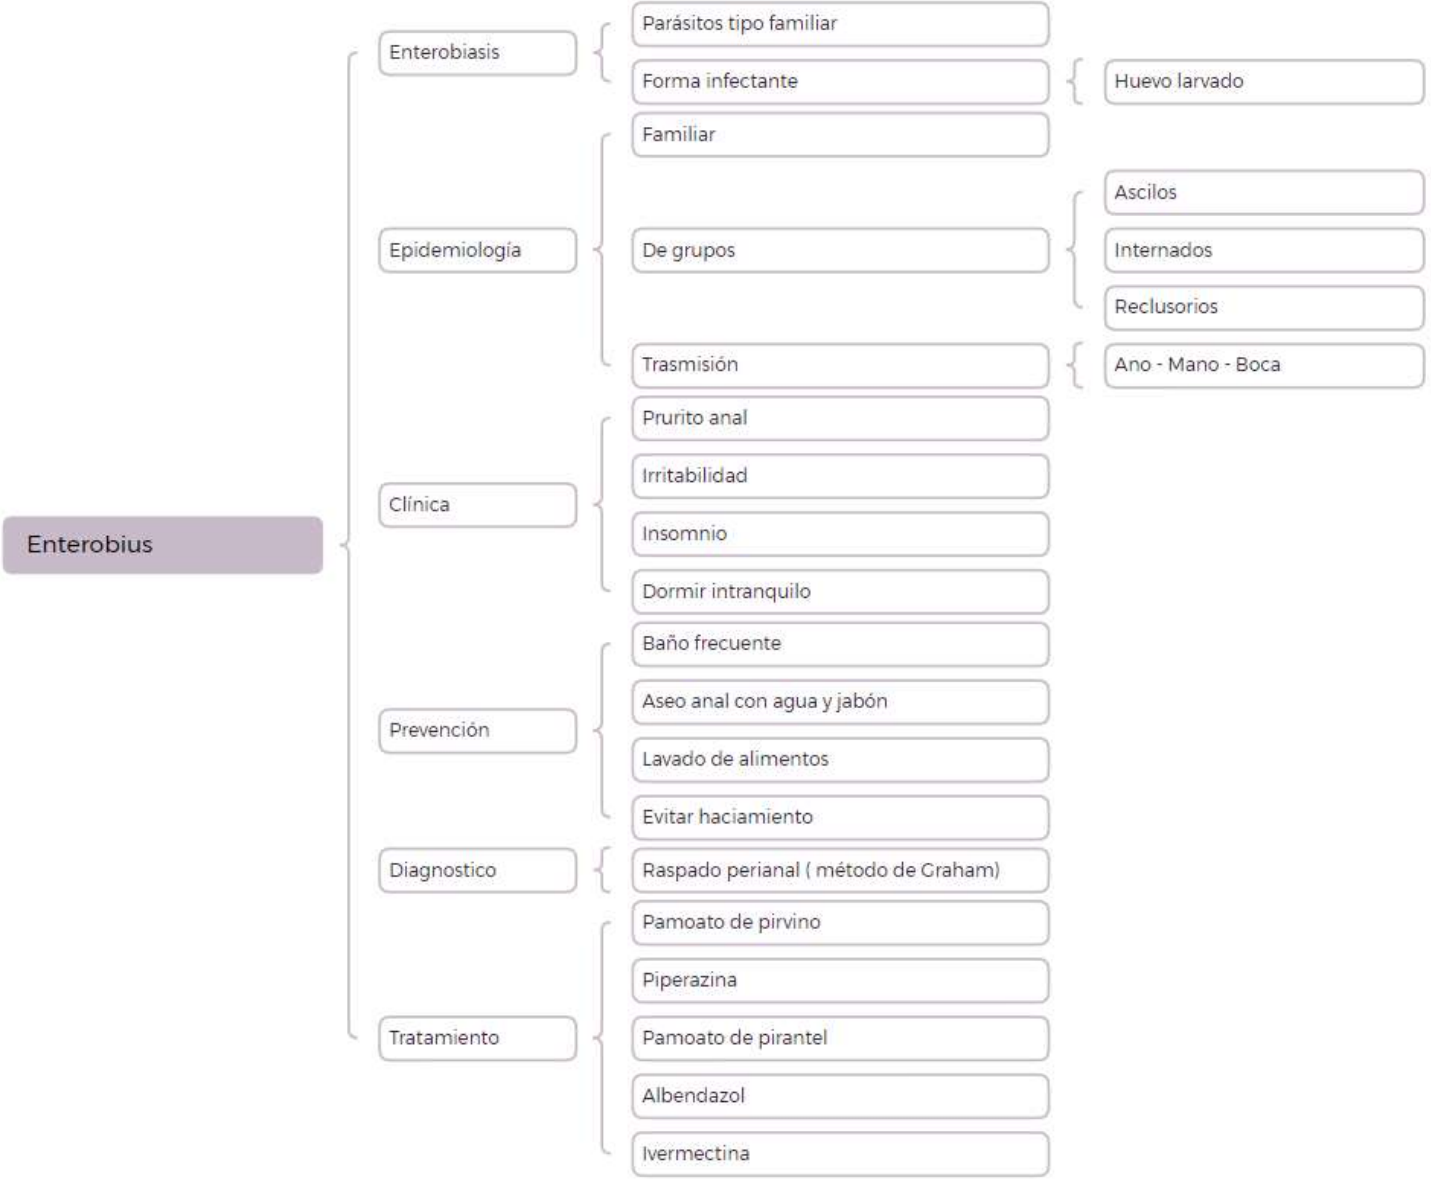 Enterobius
Enterobiasis
Parásitos tipo familiar
Forma infectante
Huevo larvado
Epidemiología
Familiar
De grupos
Ascilos
Internados
Reclusorios
Trasmisión
Ano - Mano - Boca
Clínica
Prurito anal
Irritabilidad
Insomnio
Dormir intranquilo
Prevención
Baño frecuente
Aseo anal con agua y jabón
Lavado de alimentos
Evitar haciamiento
Diagnostico
Raspado perianal ( método de Graham)
Tratamiento
Pamoato de pirvino
Piperazina
Pamoato de pirantel
Albendazol
Ivermectina